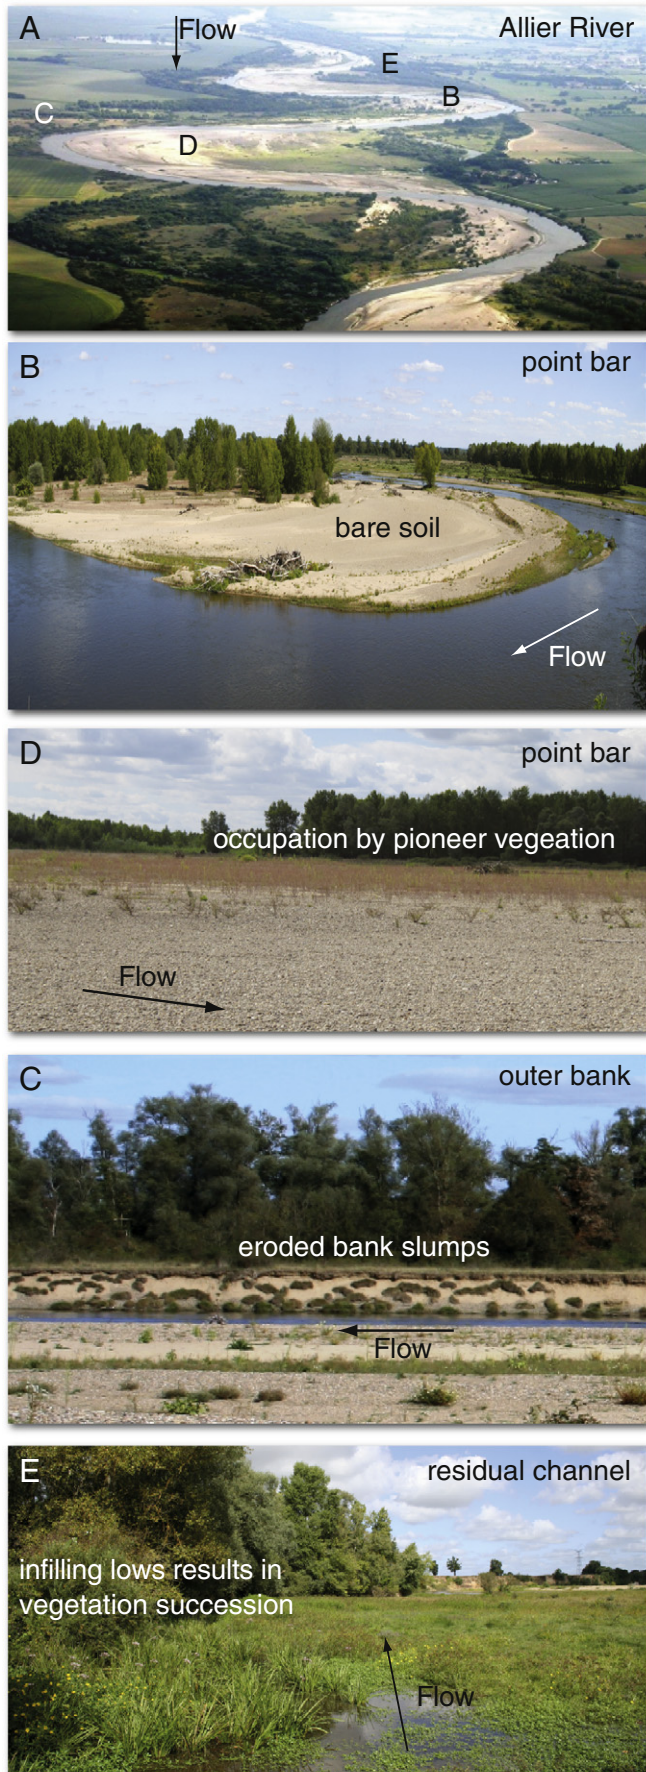 A
Flow
Allier River
E
B
C
D
B
point bar
bare soil
Flow
D
point bar
occupation by pioneer vegeation
Flow
C
outer bank
eroded bank slumps
Flow
E
residual channel
infilling lows results in
vegetation succession
Flow